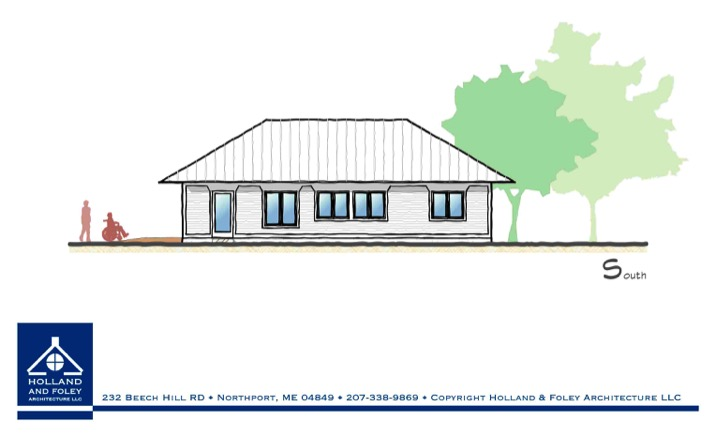 South
HOLLAND
AND FOLEY
ARCHITECTURE LLC
232 BEECH HILL RD • NORTHPORT, ME 04849 • 207-338-9869 • COPYRIGHT HOLLAND & FOLEY ARCHITECTURE LLC